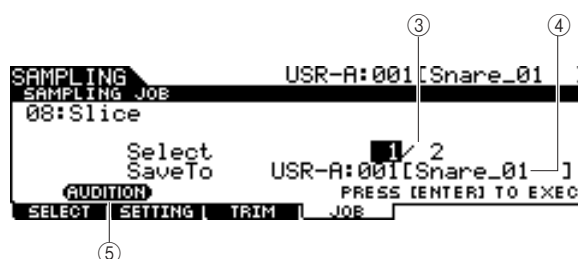 ③ ④
SAMPLING USR-A:001[Snare_01 ]
SAMPLING JOB
08:Slice
Select 1/ 2
SaveTo USR-A:001[Snare_01 ]
AUDITION PRESS [ENTER] TO EXEC
SELECT SETTING TRIM JOB
⑤